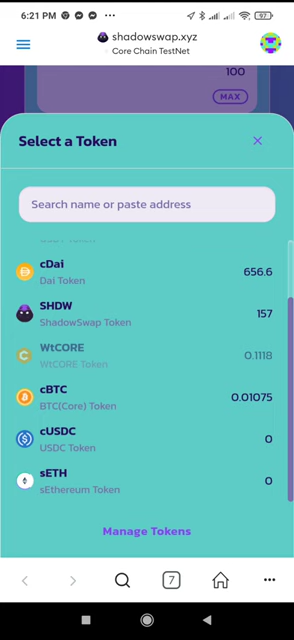 6:21 PM
97
shadowswap.xyz
Core Chain TestNet
100
MAX
Select a Token
Search name or paste address
cDai
656.6
Dai Token
SHDW
157
ShadowSwap Token
WtCORE
0.1118
WtCORE Token
cBTC
0.01075
BTC(Core) Token
cUSDC
0
USDC Token
sETH
0
sEthereum Token
Manage Tokens
7